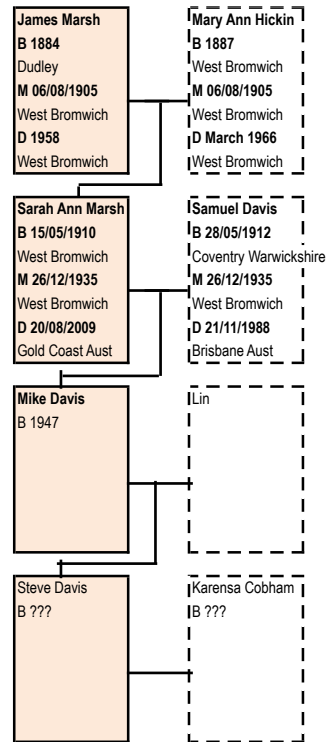 James Marsh
B 1884
Dudley
M 06/08/1905
West Bromwich
D 1958
West Bromwich
Mary Ann Hickin
B 1887
West Bromwich
M 06/08/1905
West Bromwich
D March 1966
West Bromwich
Sarah Ann Marsh
B 15/05/1910
West Bromwich
M 26/12/1935
West Bromwich
D 20/08/2009
Gold Coast Aust
Samuel Davis
B 28/05/1912
Coventry Warwickshire
M 26/12/1935
West Bromwich
D 21/11/1988
Brisbane Aust
Mike Davis
B 1947
Lin
Steve Davis
B ???
Karensa Cobham
B ???